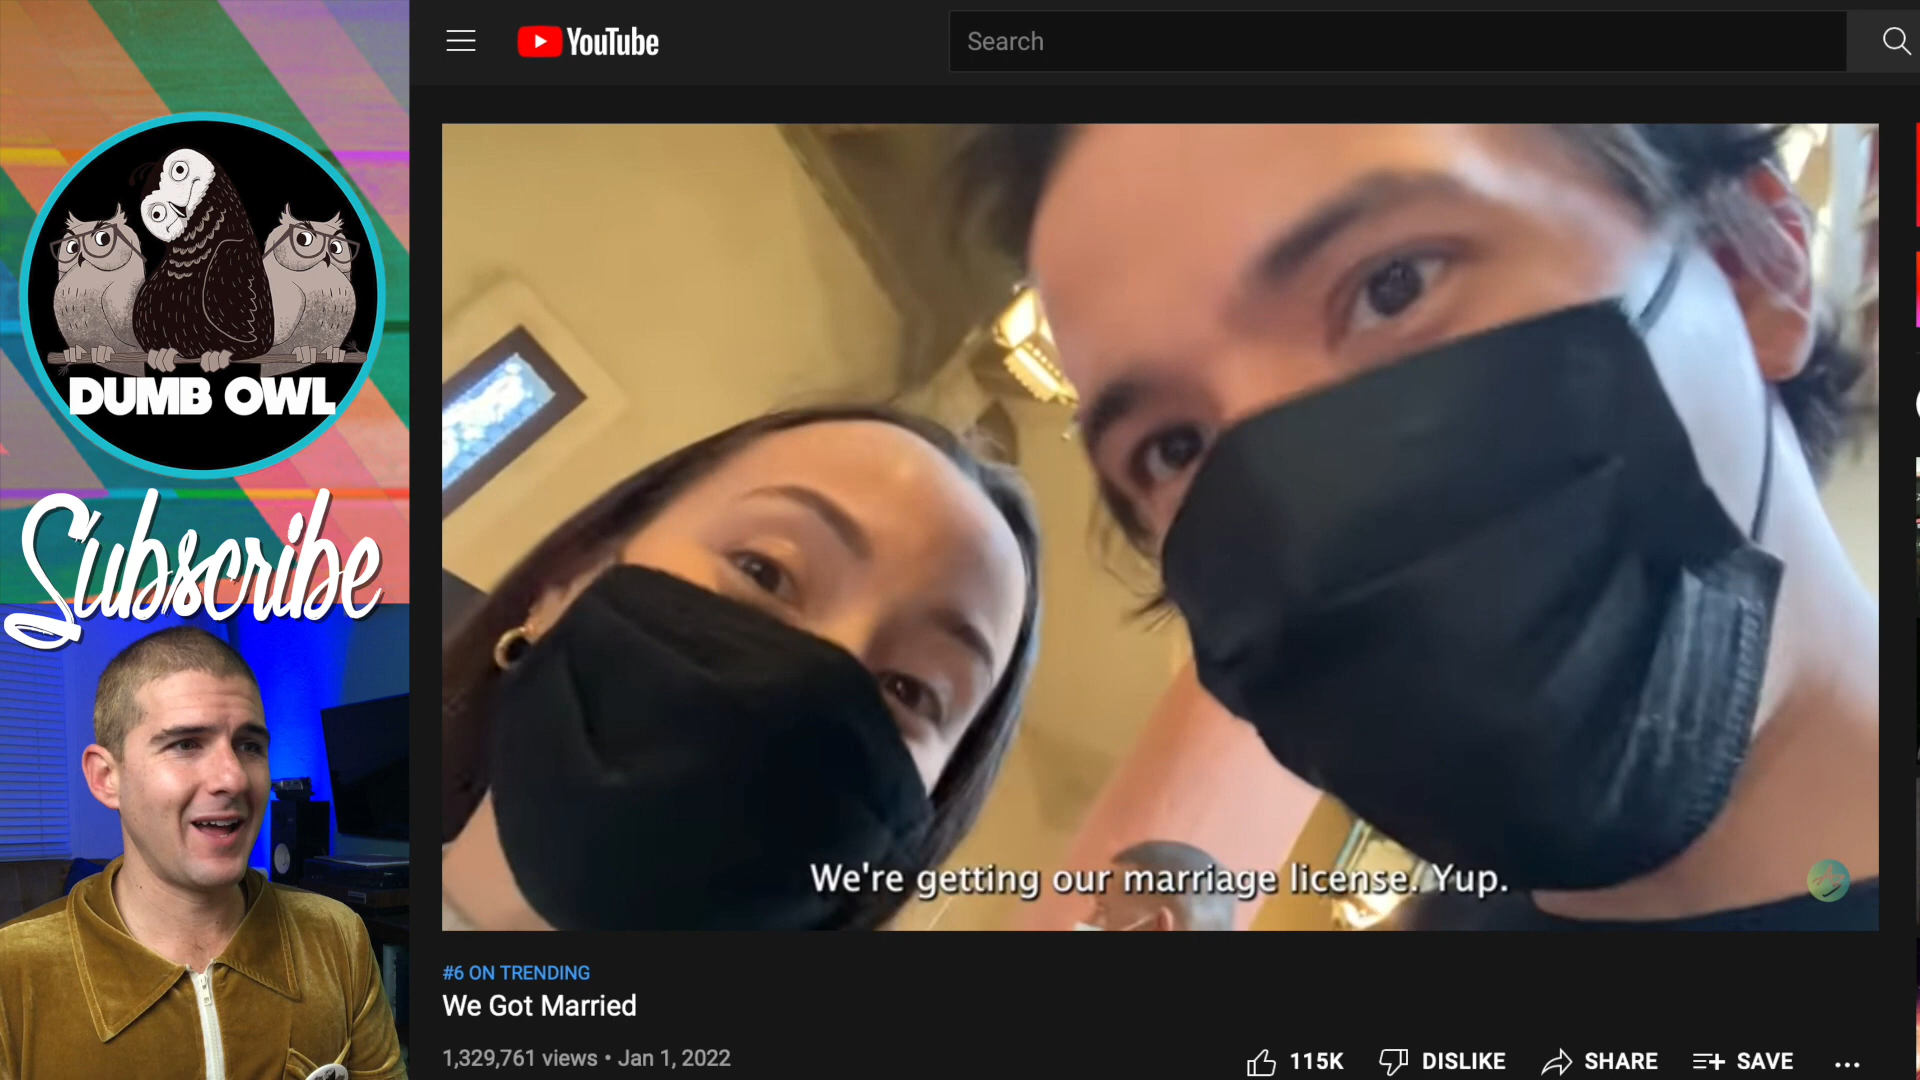 YouTube
Search
DUMB OWL
Subscribe
We're getting our marriage license. Yup.
#6 ON TRENDING
We Got Married
1,329,761 views • Jan 1, 2022
115K
DISLIKE
SHARE
SAVE